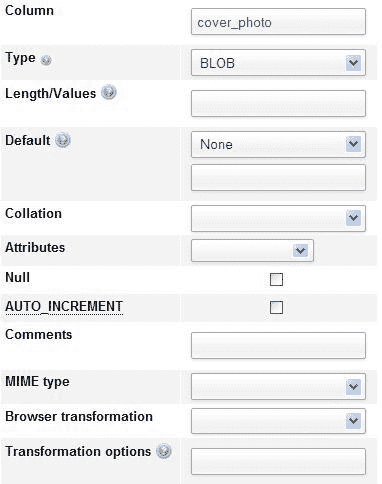 Column cover_photo
Type BLOB
Length/Values
Default None
Collation
Attributes
Null
AUTO_INCREMENT
Comments
MIME type
Browser transformation
Transformation options